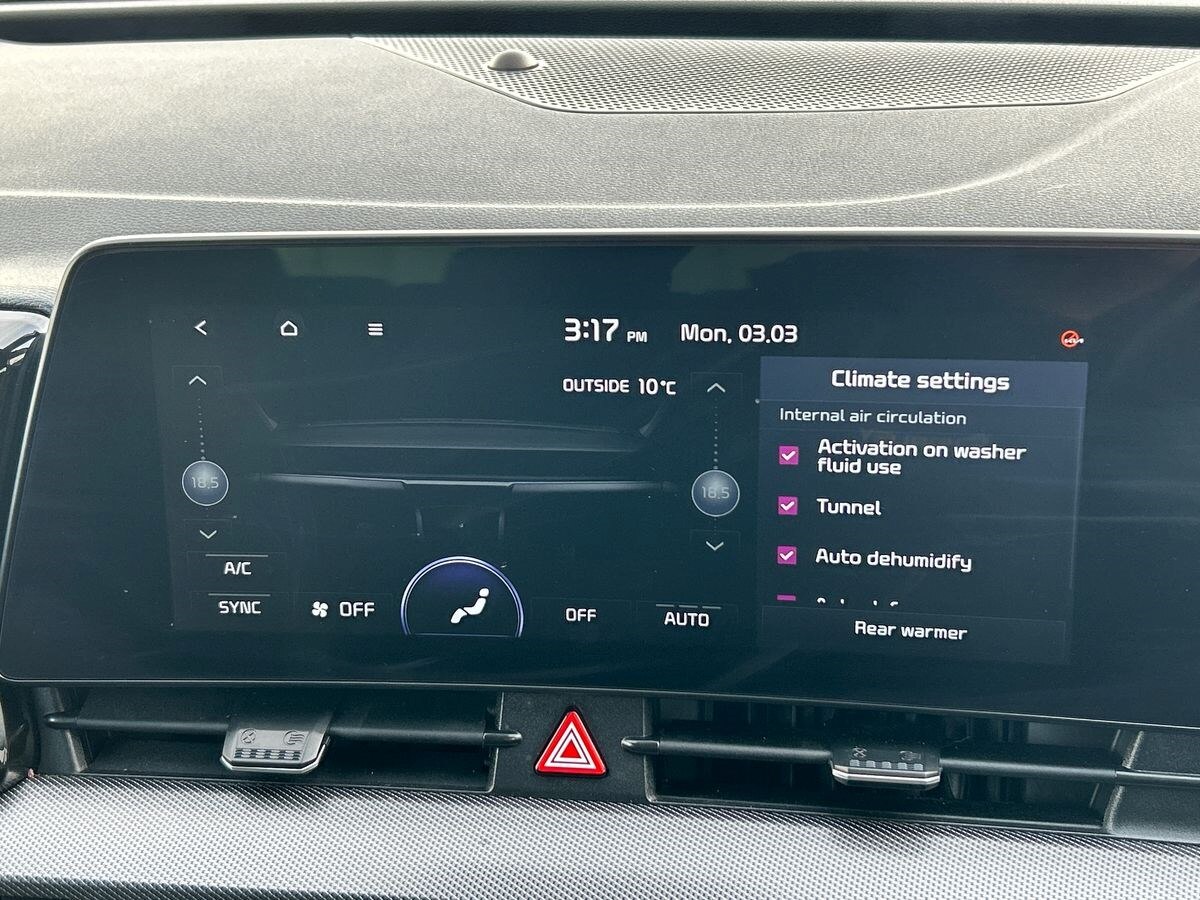 3:17 PM Mon, 03.03
OUTSIDE 10°C
Climate settings
Internal air circulation
Activation on washer
fluid use
Tunnel
Auto dehumidify
18.5
18.5
A/C
SYNC
OFF
OFF
AUTO
Rear warmer